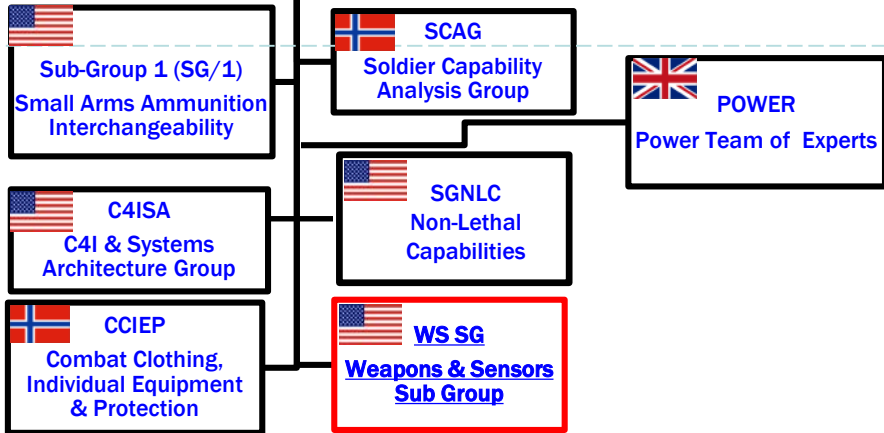 Sub-Group 1 (SG/1)
Small Arms Ammunition
Interchangeability
SCAG
Soldier Capability
Analysis Group
POWER
Power Team of Experts
C4ISA
C4I & Systems
Architecture Group
SGNLC
Non-Lethal
Capabilities
CCIEP
Combat Clothing,
Individual Equipment
& Protection
WS SG
Weapons & Sensors
Sub Group